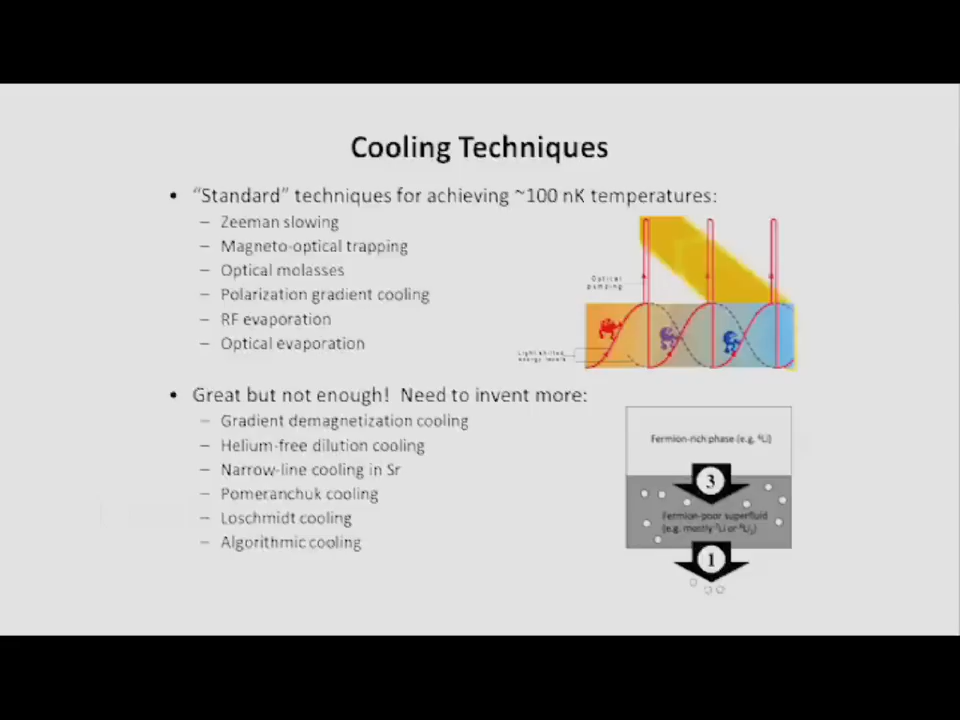 Cooling Techniques
• “Standard” techniques for achieving ~100 nK temperatures:
– Zeeman slowing
– Magneto-optical trapping
– Optical molasses
– Polarization gradient cooling
– RF evaporation
– Optical evaporation
Optical
pumping
Light shifted
energy levels
• Great but not enough! Need to invent more:
– Gradient demagnetization cooling
– Helium-free dilution cooling
– Narrow-line cooling in Sr
– Pomeranchuk cooling
– Loschmidt cooling
– Algorithmic cooling
Fermion-rich phase (e.g. ⁶Li)
3
Fermion-poor superfluid
(e.g. mostly ⁷Li or ⁶Li₂)
1